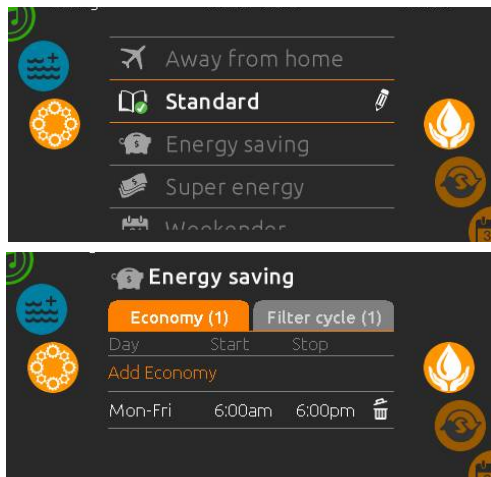 Away from home
Standard
Energy saving
Super energy
Weekender
Energy saving
Economy (1) Filter cycle (1)
Day Start Stop
Add Economy
Mon-Fri 6:00am 6:00pm